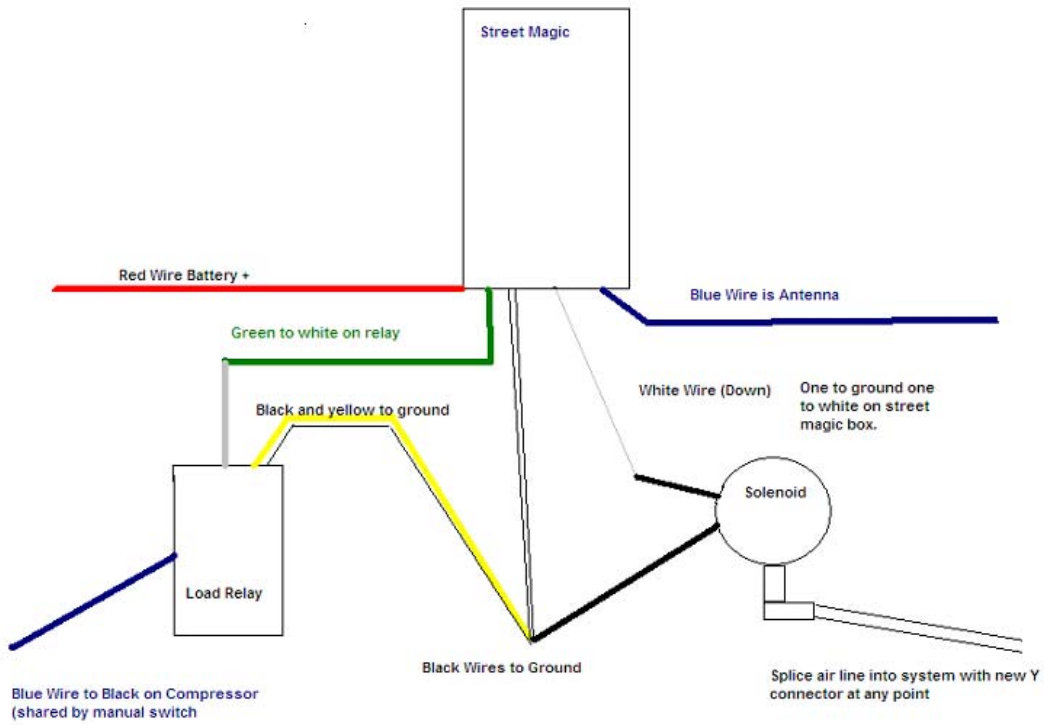 Street Magic
Red Wire Battery +
Blue Wire is Antenna
Green to white on relay
White Wire (Down)
One to ground one
to white on street
magic box.
Black and yellow to ground
Solenoid
Load Relay
Black Wires to Ground
Splice air line into system with new Y
connector at any point
Blue Wire to Black on Compressor
(shared by manual switch